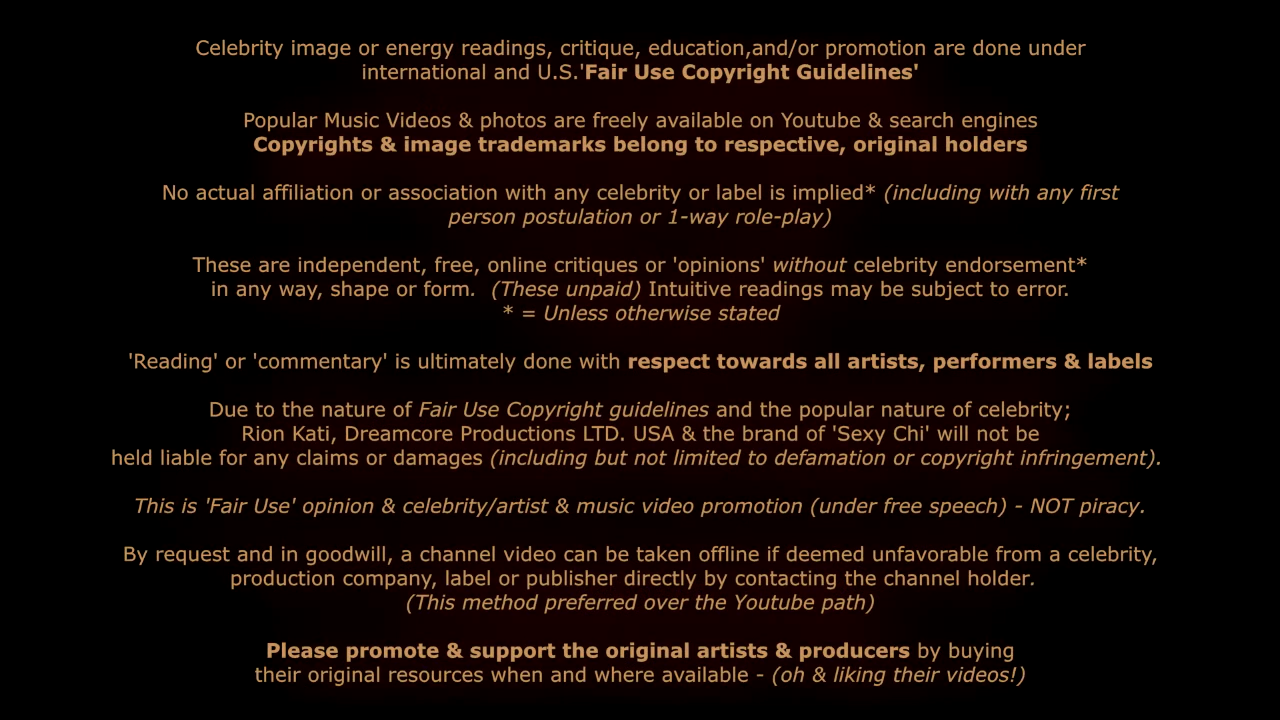 Celebrity image or energy readings, critique, education,and/or promotion are done under
international and U.S.'Fair Use Copyright Guidelines'
Popular Music Videos & photos are freely available on Youtube & search engines
Copyrights & image trademarks belong to respective, original holders
No actual affiliation or association with any celebrity or label is implied* (including with any first
person postulation or 1-way role-play)
These are independent, free, online critiques or 'opinions' without celebrity endorsement*
in any way, shape or form. (These unpaid) Intuitive readings may be subject to error.
* = Unless otherwise stated
'Reading' or 'commentary' is ultimately done with respect towards all artists, performers & labels
Due to the nature of Fair Use Copyright guidelines and the popular nature of celebrity;
Rion Kati, Dreamcore Productions LTD. USA & the brand of 'Sexy Chi' will not be
held liable for any claims or damages (including but not limited to defamation or copyright infringement).
This is 'Fair Use' opinion & celebrity/artist & music video promotion (under free speech) - NOT piracy.
By request and in goodwill, a channel video can be taken offline if deemed unfavorable from a celebrity,
production company, label or publisher directly by contacting the channel holder.
(This method preferred over the Youtube path)
Please promote & support the original artists & producers by buying
their original resources when and where available - (oh & liking their videos!)